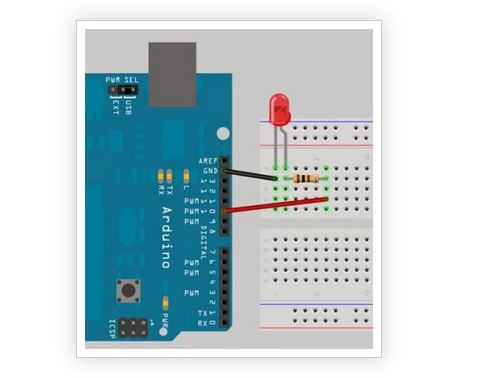 PWR SEL
EXT
USB
AREF
GND
RX
TX
L
PWM
PWM
PWM
DIGITAL
Arduino
PWM
PWM
PWM
TX
RX
PWR
ICSP
1